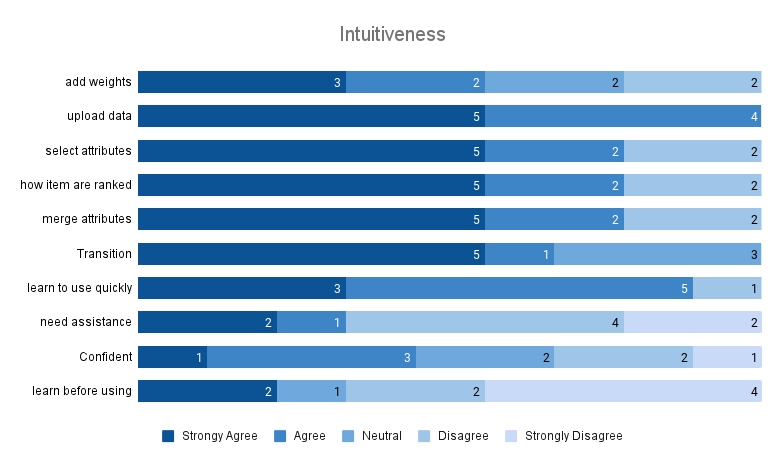 Intuitiveness
add weights 3 2 2 2
upload data 5 4
select attributes 5 2 2
how item are ranked 5 2 2
merge attributes 5 2 2
Transition 5 1 3
learn to use quickly 3 5 1
need assistance 2 1 4 2
Confident 1 3 2 2 1
learn before using 2 1 2 4
Strongy Agree Agree Neutral Disagree Strongly Disagree